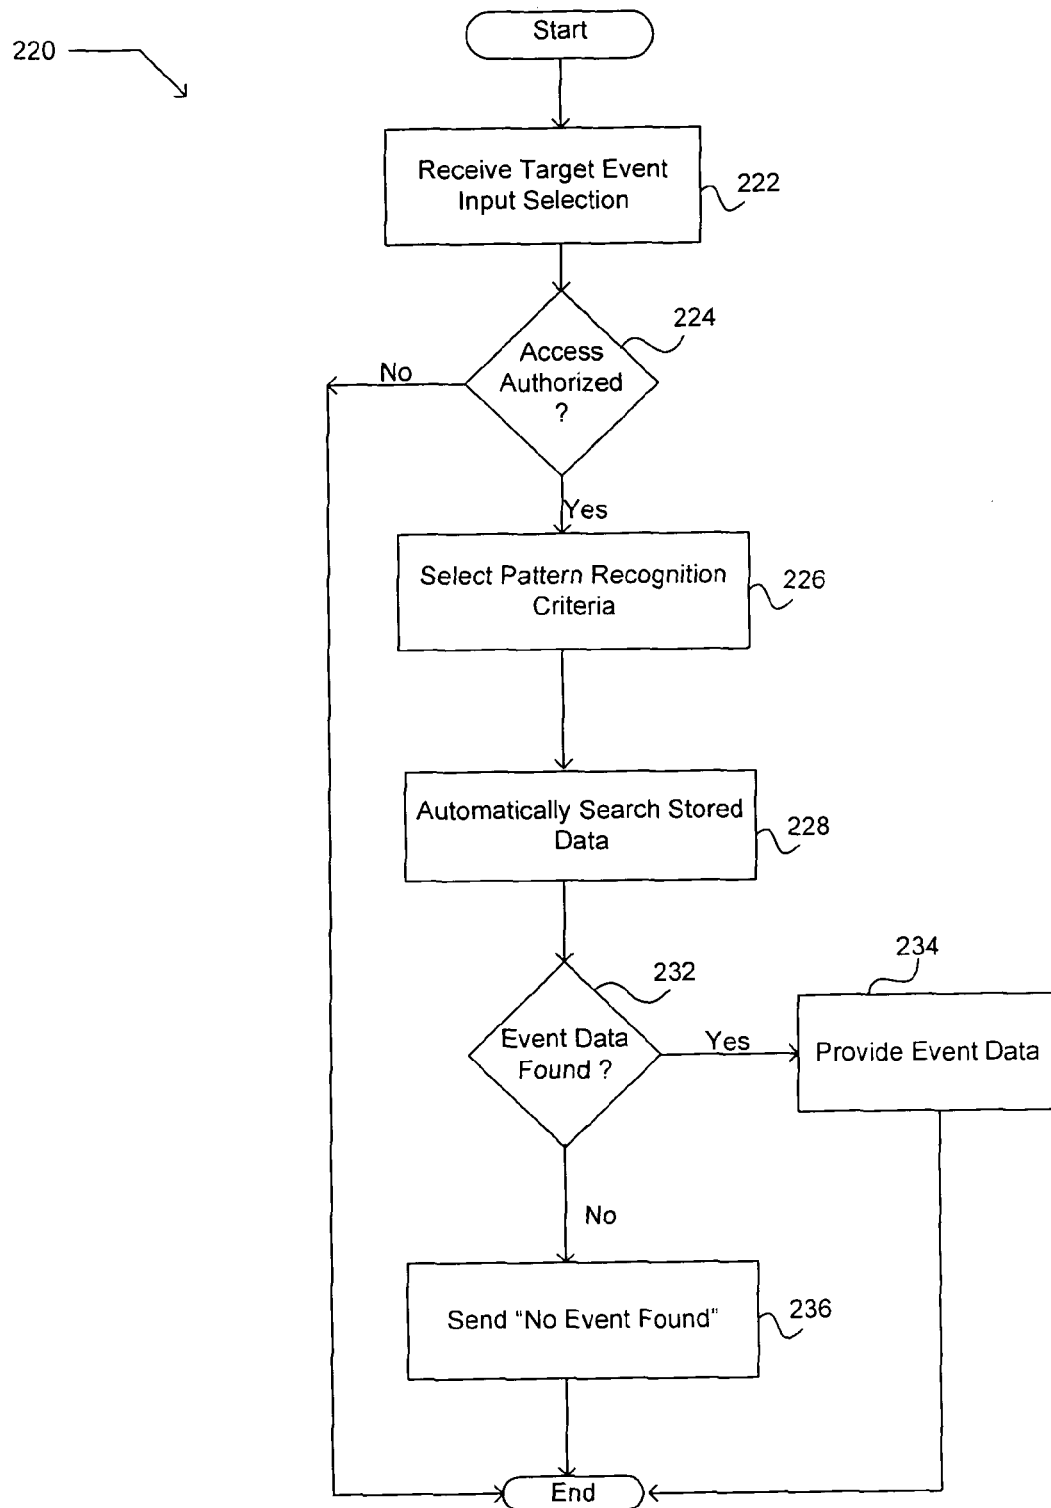 Start
220
Receive Target Event
Input Selection
222
224
Access
Authorized
?
No
Yes
Select Pattern Recognition
Criteria
226
Automatically Search Stored
Data
228
232
234
Event Data
Found ?
Yes
Provide Event Data
No
Send “No Event Found”
236
End